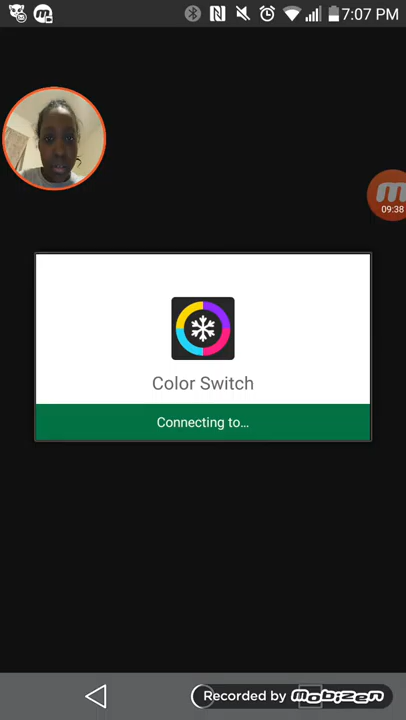 7:07 PM
09:38
Color Switch
Connecting to...
Recorded by mobizen